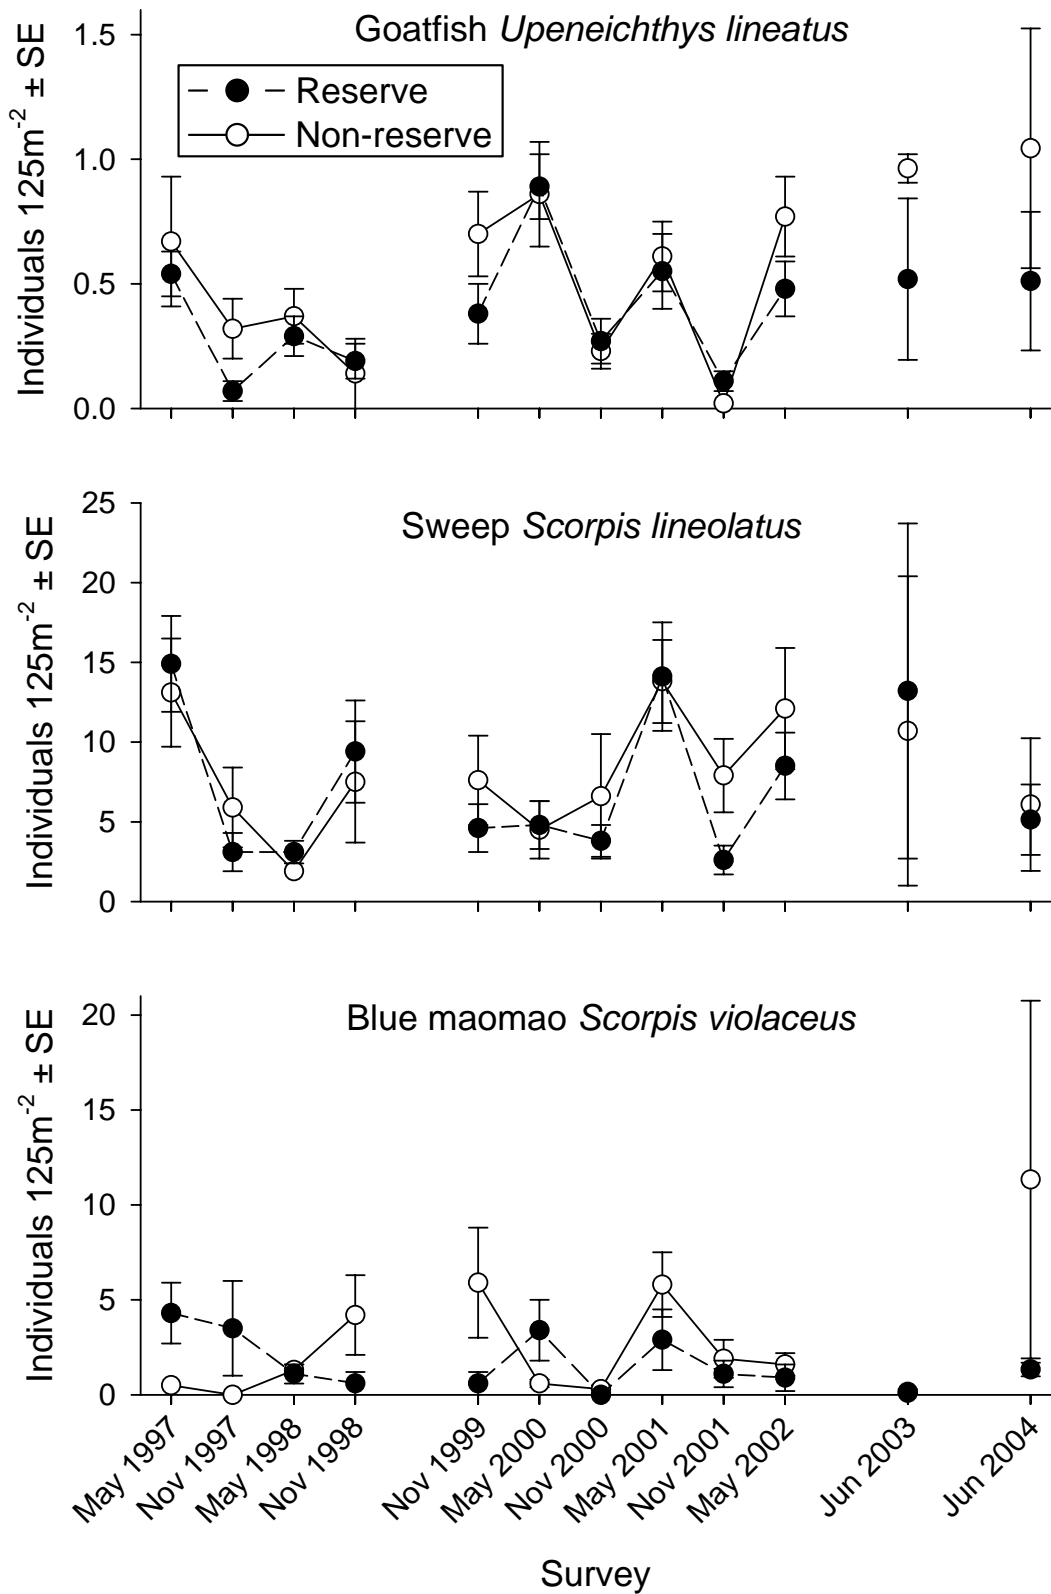 Goatfish Upeneichthys lineatus
Reserve
Non-reserve
Individuals 125m-2 ± SE
1.5
1.0
0.5
0.0
Sweep Scorpis lineolatus
Individuals 125m-2 ± SE
25
20
15
10
5
0
Blue maomao Scorpis violaceus
Individuals 125m-2 ± SE
20
15
10
5
0
May 1997
Nov 1997
May 1998
Nov 1998
Nov 1999
May 2000
Nov 2000
May 2001
Nov 2001
May 2002
Jun 2003
Jun 2004
Survey